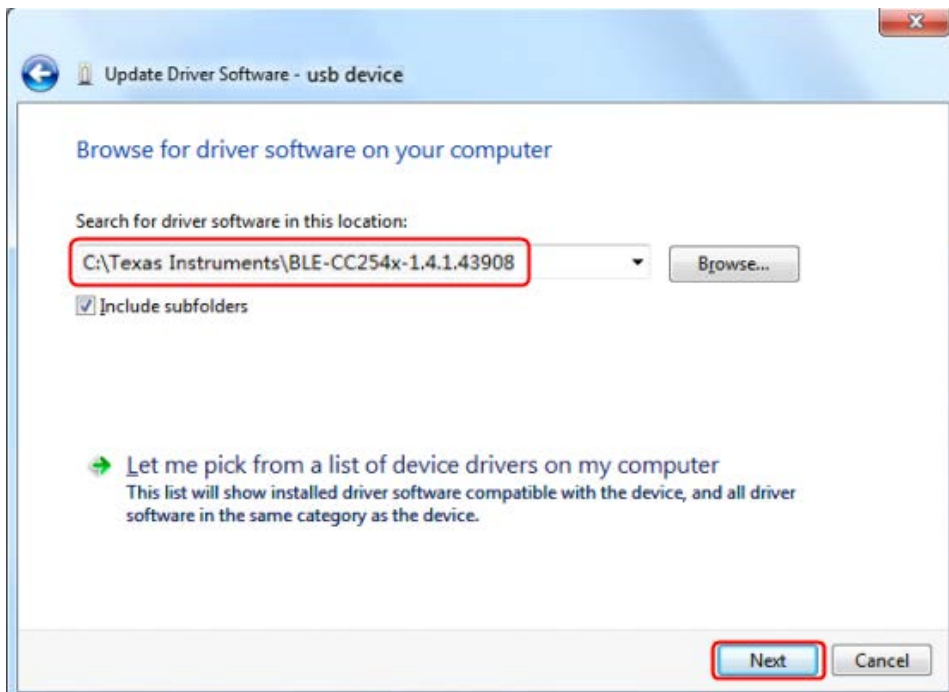 Update Driver Software - usb device
Browse for driver software on your computer
Search for driver software in this location:
C:\Texas Instruments\BLE-CC254x-1.4.1.43908
Browse...
Include subfolders
Let me pick from a list of device drivers on my computer
This list will show installed driver software compatible with the device, and all driver
software in the same category as the device.
Next
Cancel